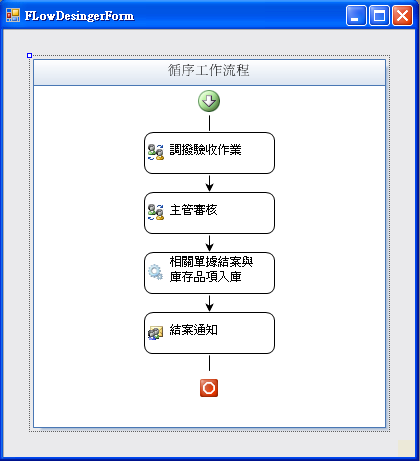 FLowDesingerForm
循序工作流程
調撥驗收作業
主管審核
相關單據結案與
庫存品項入庫
結案通知